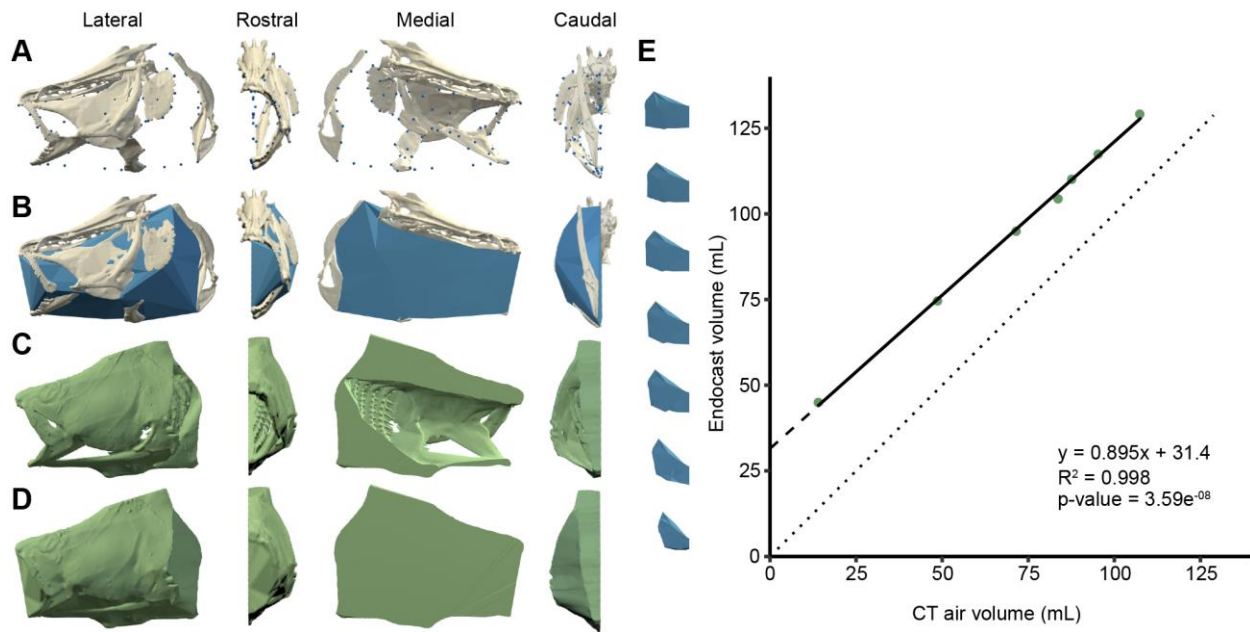 Lateral Rostral Medial Caudal
A
B
C
D
E
Endocast volume (mL)
125
100
75
50
25
0
y = 0.895x + 31.4
R² = 0.998
p-value = 3.59e⁻⁰⁸
0 25 50 75 100 125
CT air volume (mL)